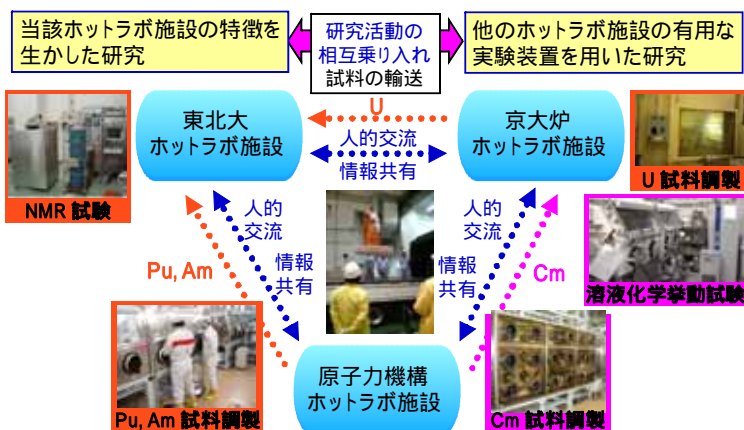 当該ホットラボ施設の特徴を
生かした研究
研究活動の
相互乗り入れ
試料の輸送
他のホットラボ施設の有用な
実験装置を用いた研究
U
東北大
ホットラボ施設
人的交流
情報共有
京大炉
ホットラボ施設
NMR 試験
U 試料調製
人的
交流
情報
共有
Pu, Am
人的
交流
情報
共有
Cm
溶液化学挙動試験
原子力機構
ホットラボ施設
Pu, Am 試料調製
Cm 試料調製